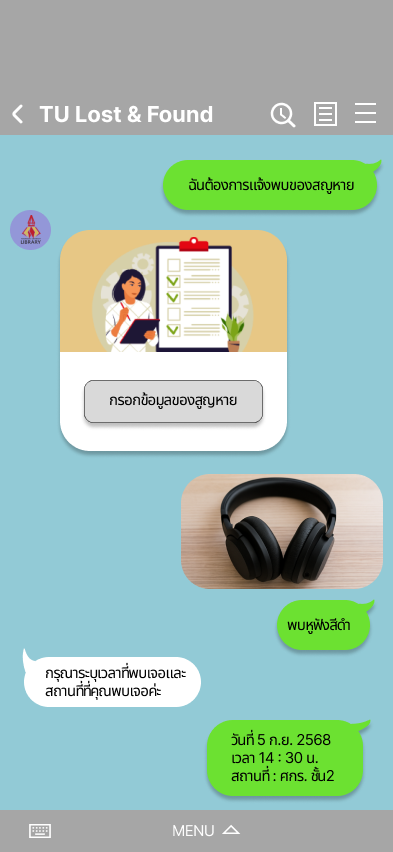 TU Lost & Found
ฉันต้องการแจ้งพบของสญูหาย
LIBRARY
กรอกข้อมูลของสูญหาย
พบหูฟังสีดำ
กรุณาระบุเวลาที่พบเจอและ
สถานที่ที่คุณพบเจอค่ะ
วันที่ 5 ก.ย. 2568
เวลา 14 : 30 น.
สถานที่ : ศกร. ชั้น2
MENU